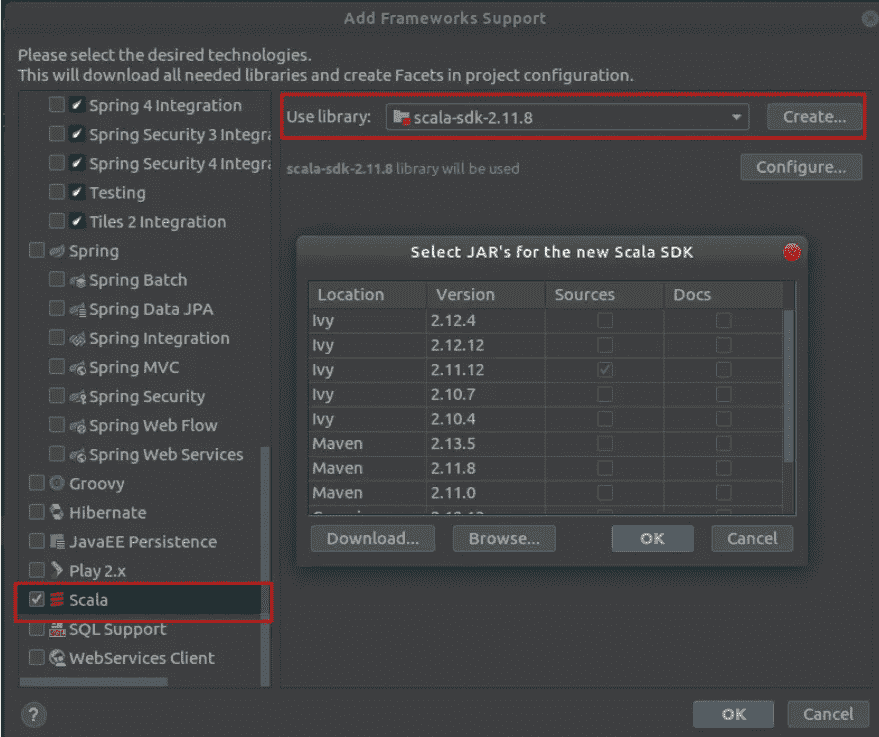 Add Frameworks Support
Please select the desired technologies.
This will download all needed libraries and create Facets in project configuration.
Spring 4 Integration
Spring Security 3 Integra
Spring Security 4 Integra
Testing
Tiles 2 Integration
Spring
Spring Batch
Spring Data JPA
Spring Integration
Spring MVC
Spring Security
Spring Web Flow
Spring Web Services
Groovy
Hibernate
JavaEE Persistence
Play 2.x
Scala
SQL Support
WebServices Client
Use library: scala-sdk-2.11.8 Create...
scala-sdk-2.11.8 library will be used Configure...
Select JAR's for the new Scala SDK
Location Version Sources Docs
Ivy 2.12.4
Ivy 2.12.12
Ivy 2.11.12
Ivy 2.10.7
Ivy 2.10.4
Maven 2.13.5
Maven 2.11.8
Maven 2.11.0
Download... Browse... OK Cancel
? OK Cancel